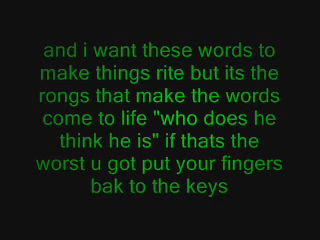 and i want these words to
make things rite but its the
rongs that make the words
come to life "who does he
think he is" if thats the
worst u got put your fingers
bak to the keys